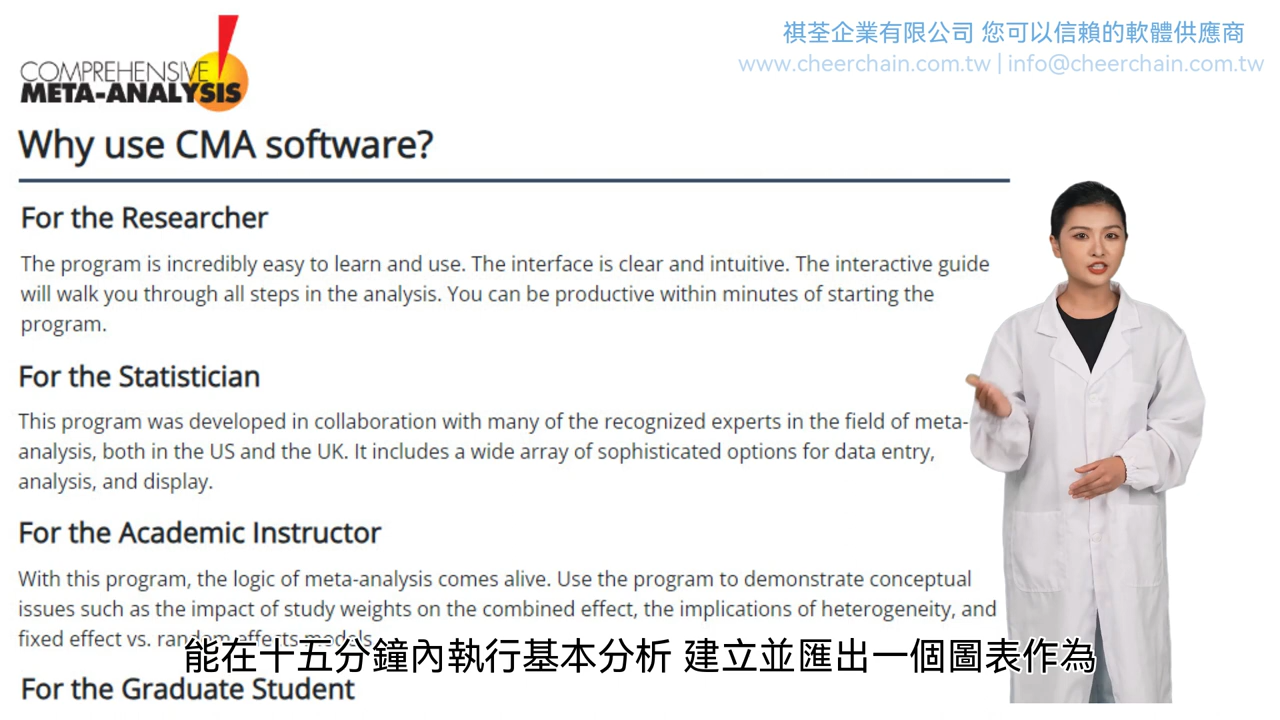 COMPREHENSIVE
META-ANALYSIS
祺荃企業有限公司 您可以信賴的軟體供應商
www.cheerchain.com.tw | info@cheerchain.com.tw
Why use CMA software?
For the Researcher
The program is incredibly easy to learn and use. The interface is clear and intuitive. The interactive guide
will walk you through all steps in the analysis. You can be productive within minutes of starting the
program.
For the Statistician
This program was developed in collaboration with many of the recognized experts in the field of meta-
analysis, both in the US and the UK. It includes a wide array of sophisticated options for data entry,
analysis, and display.
For the Academic Instructor
With this program, the logic of meta-analysis comes alive. Use the program to demonstrate conceptual
issues such as the impact of study weights on the combined effect, the implications of heterogeneity, and
fixed effect vs. random effects models.
能在十五分鐘內執行基本分析 建立並匯出一個圖表作為
For the Graduate Student